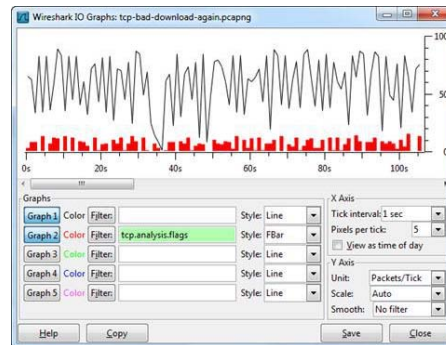 Wireshark IO Graphs: tcp-bad-download-again.pcapng
100
50
0
0s 20s 40s 60s 80s 100s
Graphs
Graph 1 Color Filter: Style: Line
Graph 2 Color Filter: tcp.analysis.flags Style: FBar
Graph 3 Color Filter: Style: Line
Graph 4 Color Filter: Style: Line
Graph 5 Color Filter: Style: Line
X Axis
Tick interval: 1 sec
Pixels per tick: 5
View as time of day
Y Axis
Unit: Packets/Tick
Scale: Auto
Smooth: No filter
Help Copy Save Close